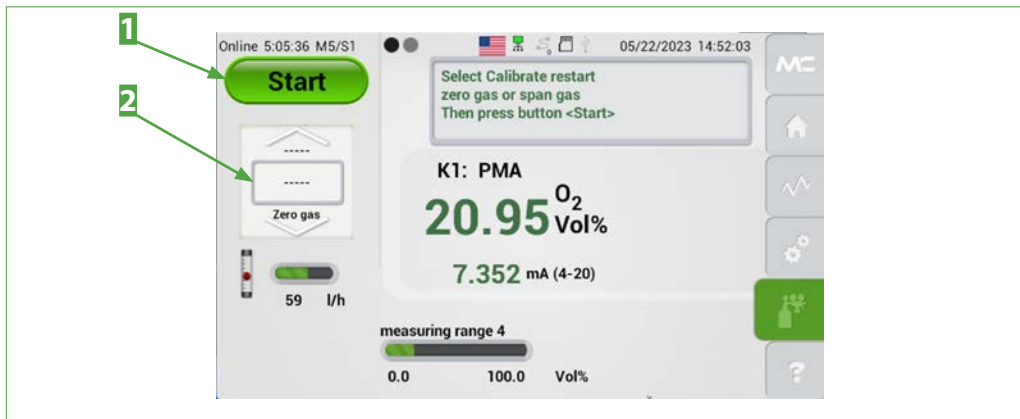 1
Online 5:05:36 M5/S1
05/22/2023 14:52:03
MC
Start
Select Calibrate restart
zero gas or span gas
Then press button <Start>
2
-----
-----
Zero gas
K1: PMA
20.95 O2 Vol%
7.352 mA (4-20)
59 l/h
measuring range 4
0.0 100.0 Vol%
?